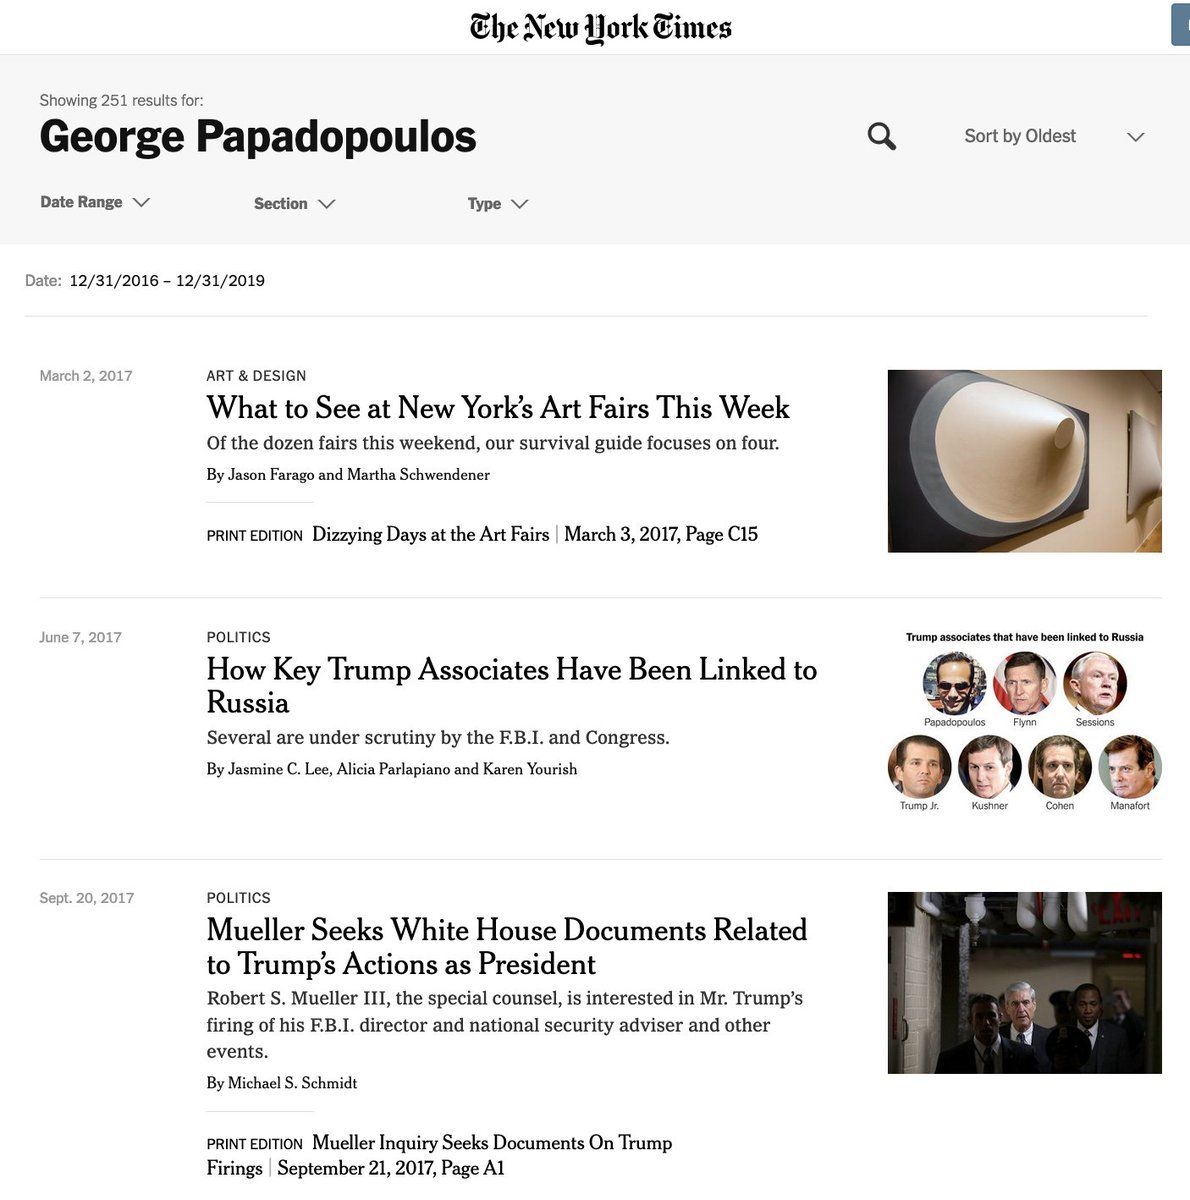 The New York Times
Showing 251 results for:
George Papadopoulos
Sort by Oldest
Date Range
Section
Type
Date: 12/31/2016 – 12/31/2019
March 2, 2017
ART & DESIGN
What to See at New York's Art Fairs This Week
Of the dozen fairs this weekend, our survival guide focuses on four.
By Jason Farago and Martha Schwendener
PRINT EDITION Dizzying Days at the Art Fairs | March 3, 2017, Page C15
June 7, 2017
POLITICS
How Key Trump Associates Have Been Linked to
Russia
Several are under scrutiny by the F.B.I. and Congress.
By Jasmine C. Lee, Alicia Parlapiano and Karen Yourish
Trump associates that have been linked to Russia
Papadopoulos Flynn Sessions
Trump Jr. Kushner Cohen Manafort
Sept. 20, 2017
POLITICS
Mueller Seeks White House Documents Related
to Trump's Actions as President
Robert S. Mueller III, the special counsel, is interested in Mr. Trump's
firing of his F.B.I. director and national security adviser and other
events.
By Michael S. Schmidt
PRINT EDITION Mueller Inquiry Seeks Documents On Trump
Firings | September 21, 2017, Page A1